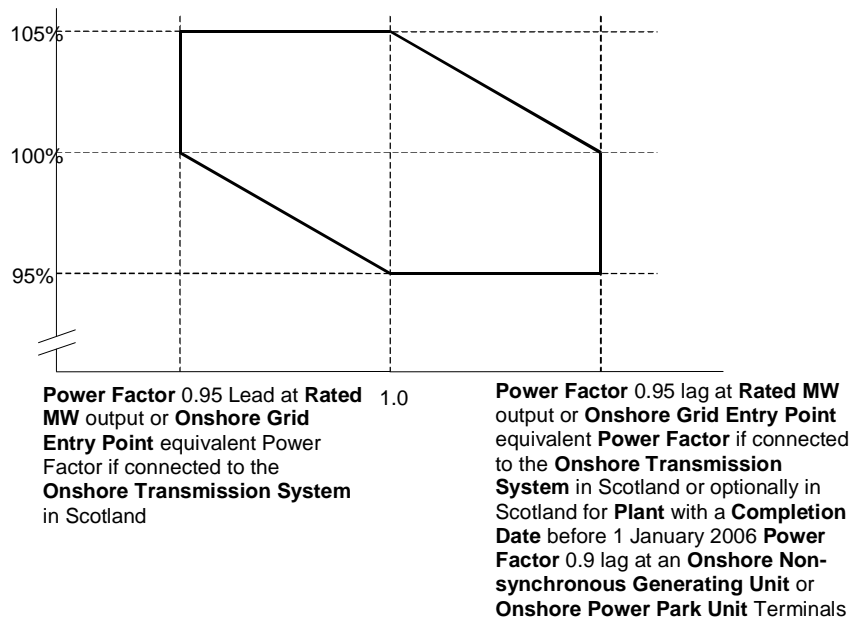 105%
100%
95%
Power Factor 0.95 Lead at Rated
MW output or Onshore Grid
Entry Point equivalent Power
Factor if connected to the
Onshore Transmission System
in Scotland
1.0
Power Factor 0.95 lag at Rated MW
output or Onshore Grid Entry Point
equivalent Power Factor if connected
to the Onshore Transmission
System in Scotland or optionally in
Scotland for Plant with a Completion
Date before 1 January 2006 Power
Factor 0.9 lag at an Onshore Non-
synchronous Generating Unit or
Onshore Power Park Unit Terminals